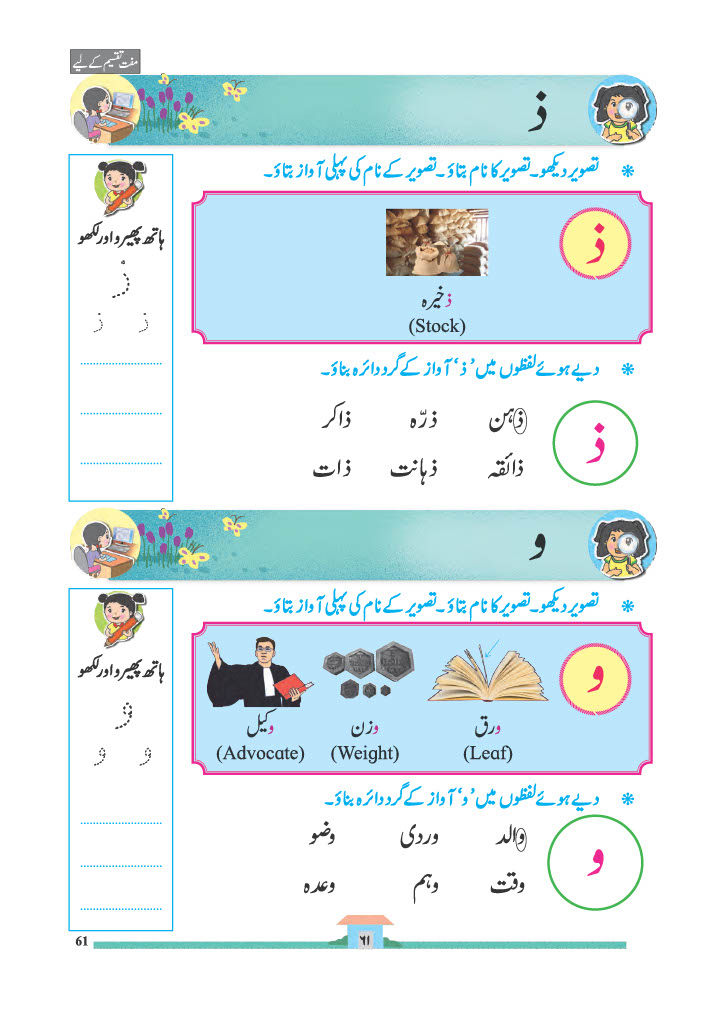 مفت تقسیم کے لیے
ذ
* تصویر دیکھو۔ تصویر کا نام بتاؤ۔ تصویر کے نام کی پہلی آواز بتاؤ۔
ذ
ذخیرہ
(Stock)
ہاتھ پھیرو اور لکھو
ذ
ذ ذ
* دیے ہوئے لفظوں میں ’ذ‘ آواز کے گرد دائرہ بناؤ۔
ذ
ذہن ذرّہ ذاکر
ذائقہ ذہانت ذات
و
* تصویر دیکھو۔ تصویر کا نام بتاؤ۔ تصویر کے نام کی پہلی آواز بتاؤ۔
و
ورق وزن وکیل
(Leaf) (Weight) (Advocate)
ہاتھ پھیرو اور لکھو
و
و و
* دیے ہوئے لفظوں میں ’و‘ آواز کے گرد دائرہ بناؤ۔
و
والد وردی وضو
وقت وہم وعدہ
61
۶۱